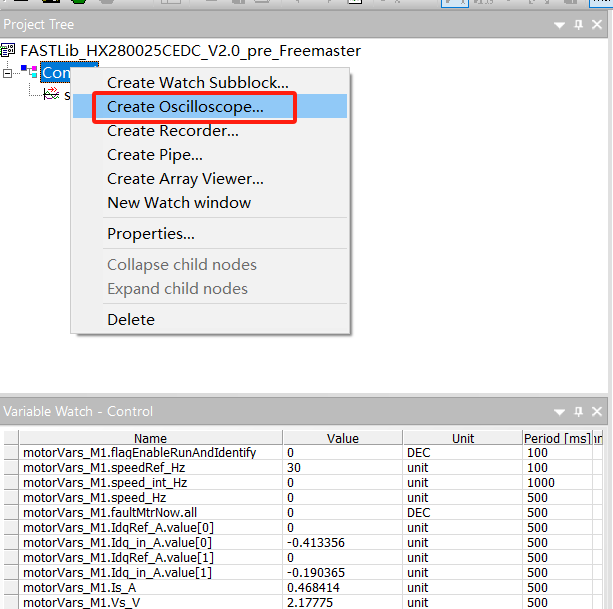 Project Tree
FASTLib_HX280025CEDC_V2.0_pre_Freemaster
Create Watch Subblock...
Create Oscilloscope...
Create Recorder...
Create Pipe...
Create Array Viewer...
New Watch window
Properties...
Collapse child nodes
Expand child nodes
Delete
Variable Watch - Control
Name Value Unit Period [ms]
motorVars_M1.flagEnableRunAndIdentify 0 DEC 100
motorVars_M1.speedRef_Hz 30 unit 100
motorVars_M1.speed_int_Hz 0 unit 1000
motorVars_M1.speed_Hz 0 unit 500
motorVars_M1.faultMtrNow.all 0 DEC 500
motorVars_M1.IdqRef_A.value[0] 0 unit 500
motorVars_M1.Idq_in_A.value[0] -0.413356 unit 500
motorVars_M1.IdqRef_A.value[1] 0 unit 500
motorVars_M1.Idq_in_A.value[1] -0.190365 unit 500
motorVars_M1.Is_A 0.468414 unit 500
motorVars_M1.Vs_V 2.17775 unit 500